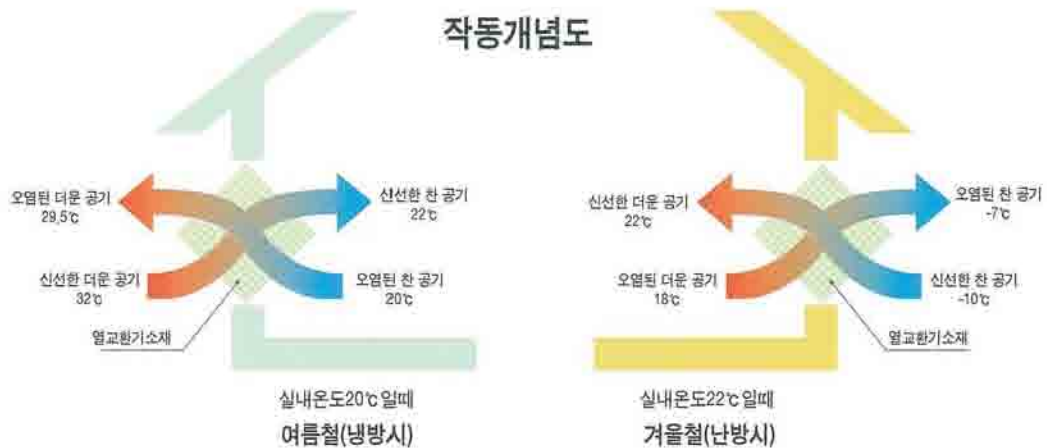 작동개념도
오염된 더운 공기
29.5℃
신선한 찬 공기
22℃
신선한 더운 공기
32℃
오염된 찬 공기
20℃
열교환기소재
실내온도20℃일때
여름철(냉방시)
신선한 더운 공기
22℃
오염된 찬 공기
-7℃
오염된 더운 공기
18℃
신선한 찬 공기
-10℃
열교환기소재
실내온도22℃일때
겨울철(난방시)